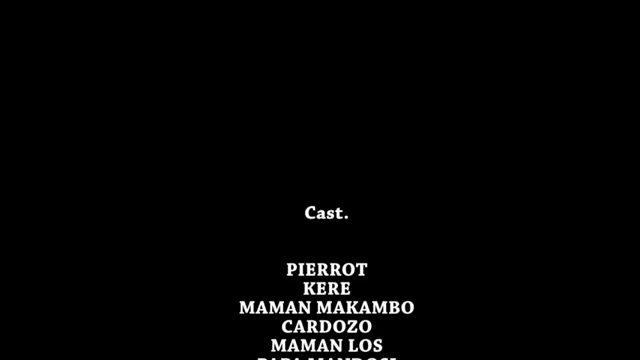 Cast.
PIERROT
KERE
MAMAN MAKAMBO
CARDOZO
MAMAN LOS